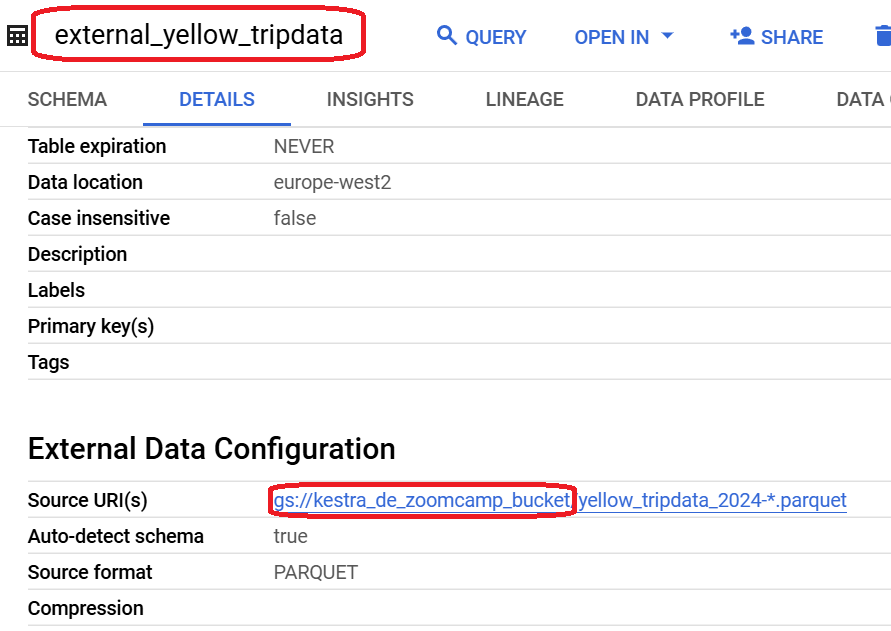 external_yellow_tripdata QUERY OPEN IN SHARE
SCHEMA DETAILS INSIGHTS LINEAGE DATA PROFILE DATA
Table expiration NEVER
Data location europe-west2
Case insensitive false
Description
Labels
Primary key(s)
Tags
External Data Configuration
Source URI(s) gs://kestra_de_zoomcamp_bucket/yellow_tripdata_2024-*.parquet
Auto-detect schema true
Source format PARQUET
Compression